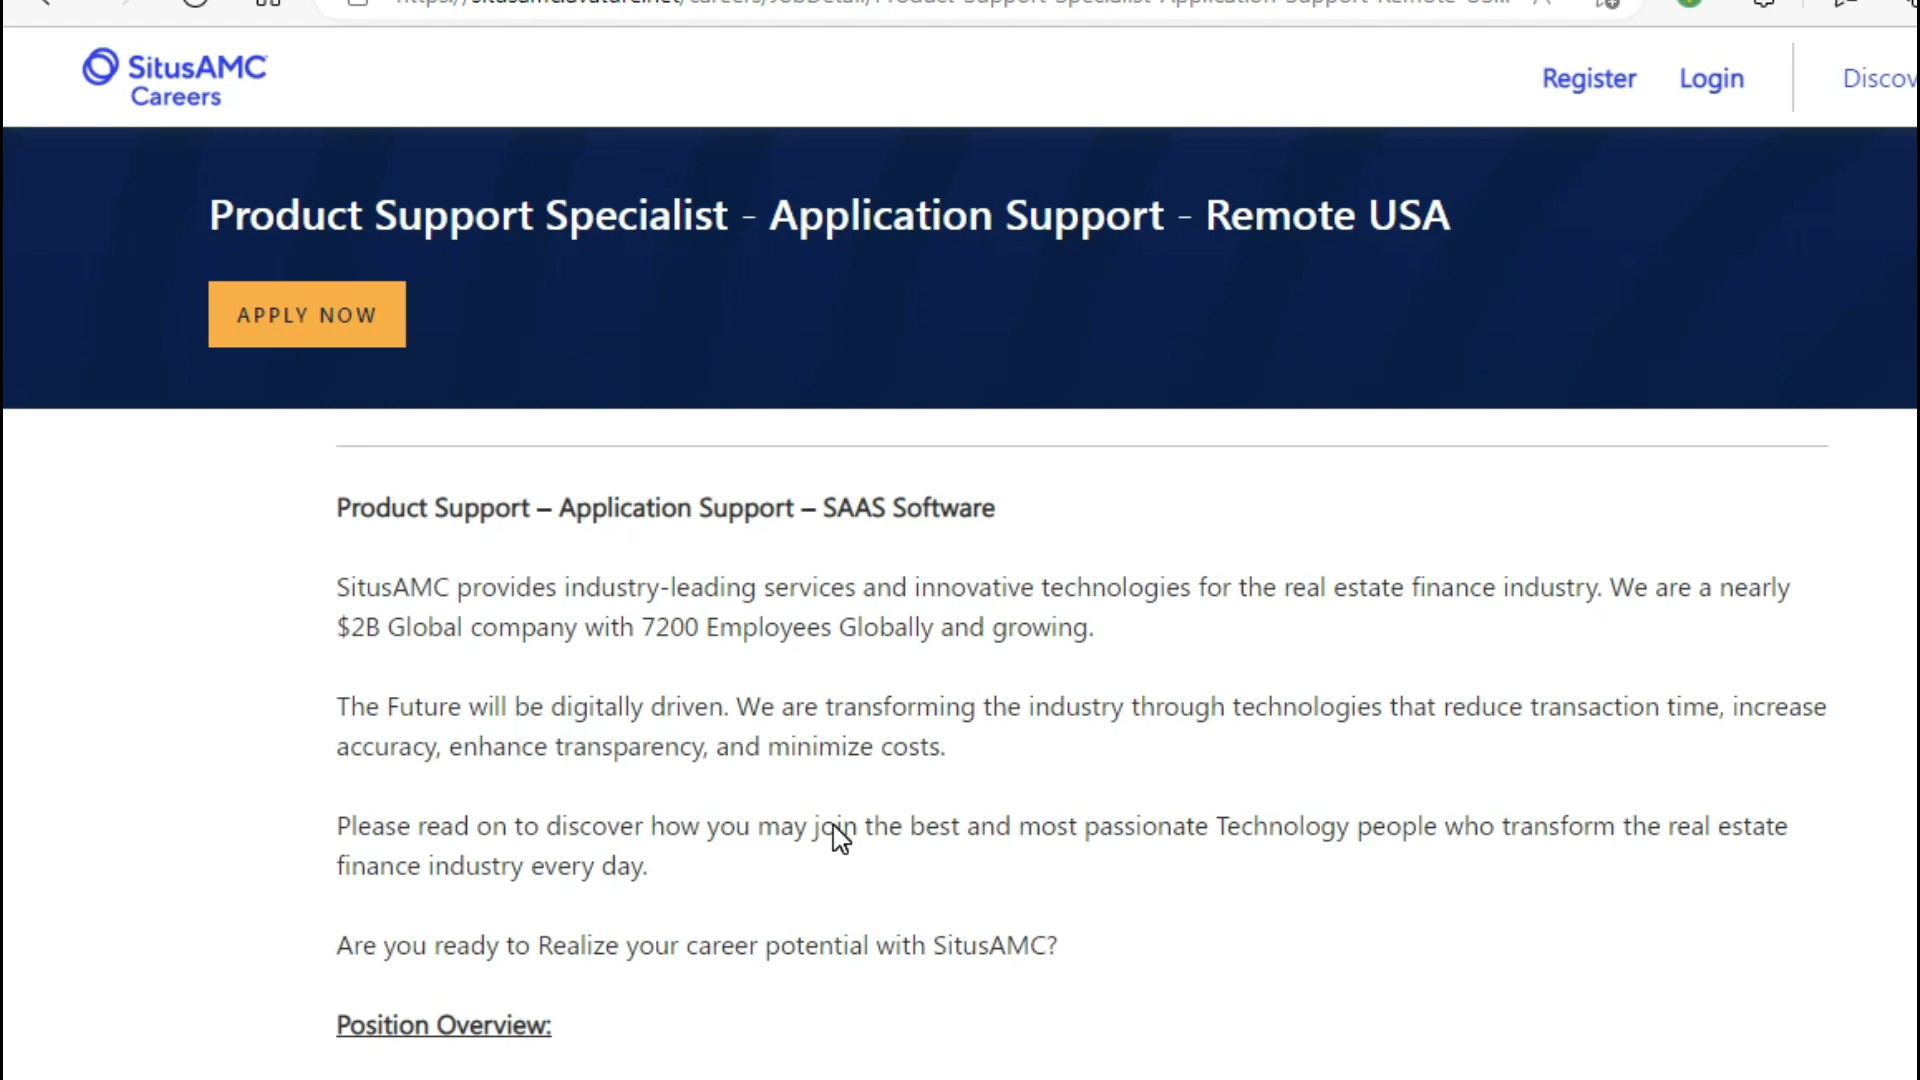 SitusAMC
Careers
Register
Login
Discov
Product Support Specialist - Application Support - Remote USA
APPLY NOW
Product Support – Application Support – SAAS Software
SitusAMC provides industry-leading services and innovative technologies for the real estate finance industry. We are a nearly
$2B Global company with 7200 Employees Globally and growing.
The Future will be digitally driven. We are transforming the industry through technologies that reduce transaction time, increase
accuracy, enhance transparency, and minimize costs.
Please read on to discover how you may join the best and most passionate Technology people who transform the real estate
finance industry every day.
Are you ready to Realize your career potential with SitusAMC?
Position Overview: